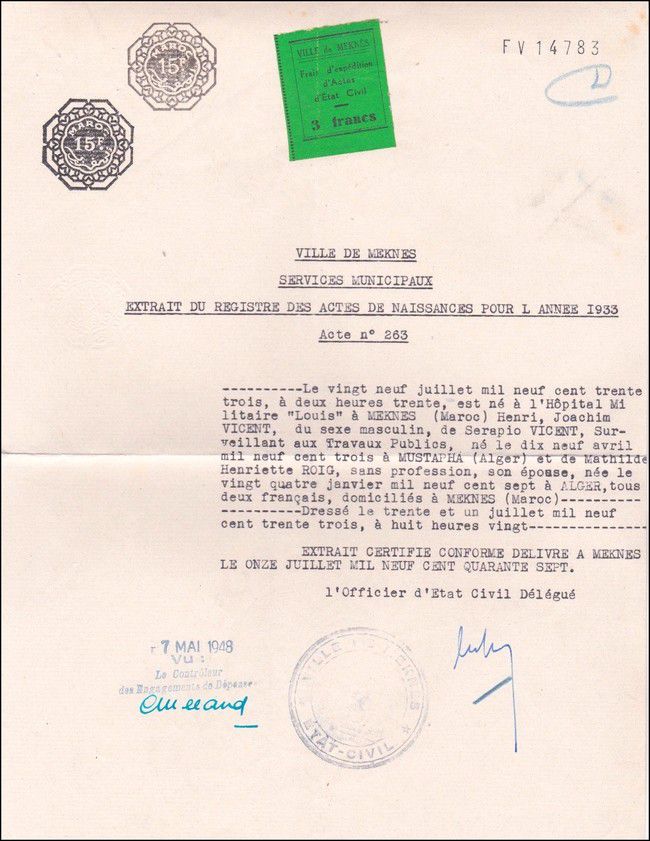 MAROC
15F
MAROC
15F
VILLE de MEKNÈS
Frais d'expédition
d'Actes
d'État Civil
3 francs
FV 14783
VILLE DE MEKNES
SERVICES MUNICIPAUX
EXTRAIT DU REGISTRE DES ACTES DE NAISSANCES POUR L ANNEE I933
Acte n° 263
----------Le vingt neuf juillet mil neuf cent trente
trois, à deux heures trente, est né à l'Hôpital Mi
litaire "Louis" à MEKNES (Maroc) Henri, Joachim
VICENT, du sexe masculin, de Serapio VICENT, Sur-
veillant aux Travaux Publics, né le dix neuf avril
mil neuf cent trois à MUSTAPHA (Alger) et de Mathilde
Henriette ROIG, sans profession, son épouse, née le
vingt quatre janvier mil neuf cent sept à ALGER,tous
deux français, domiciliés à MEKNES (Maroc)-----------
----------Dressé le trente et un juillet mil neuf
cent trente trois, à huit heures vingt---------------
EXTRAIT CERTIFIE CONFORME DELIVRE A MEKNES
LE ONZE JUILLET MIL NEUF CENT QUARANTE SEPT.
l'Officier d'Etat Civil Délégué
7 MAI 1948
Vu :
Le Contrôleur
des Engagements de Dépenses
VILLE DE MEKNES
ETAT-CIVIL